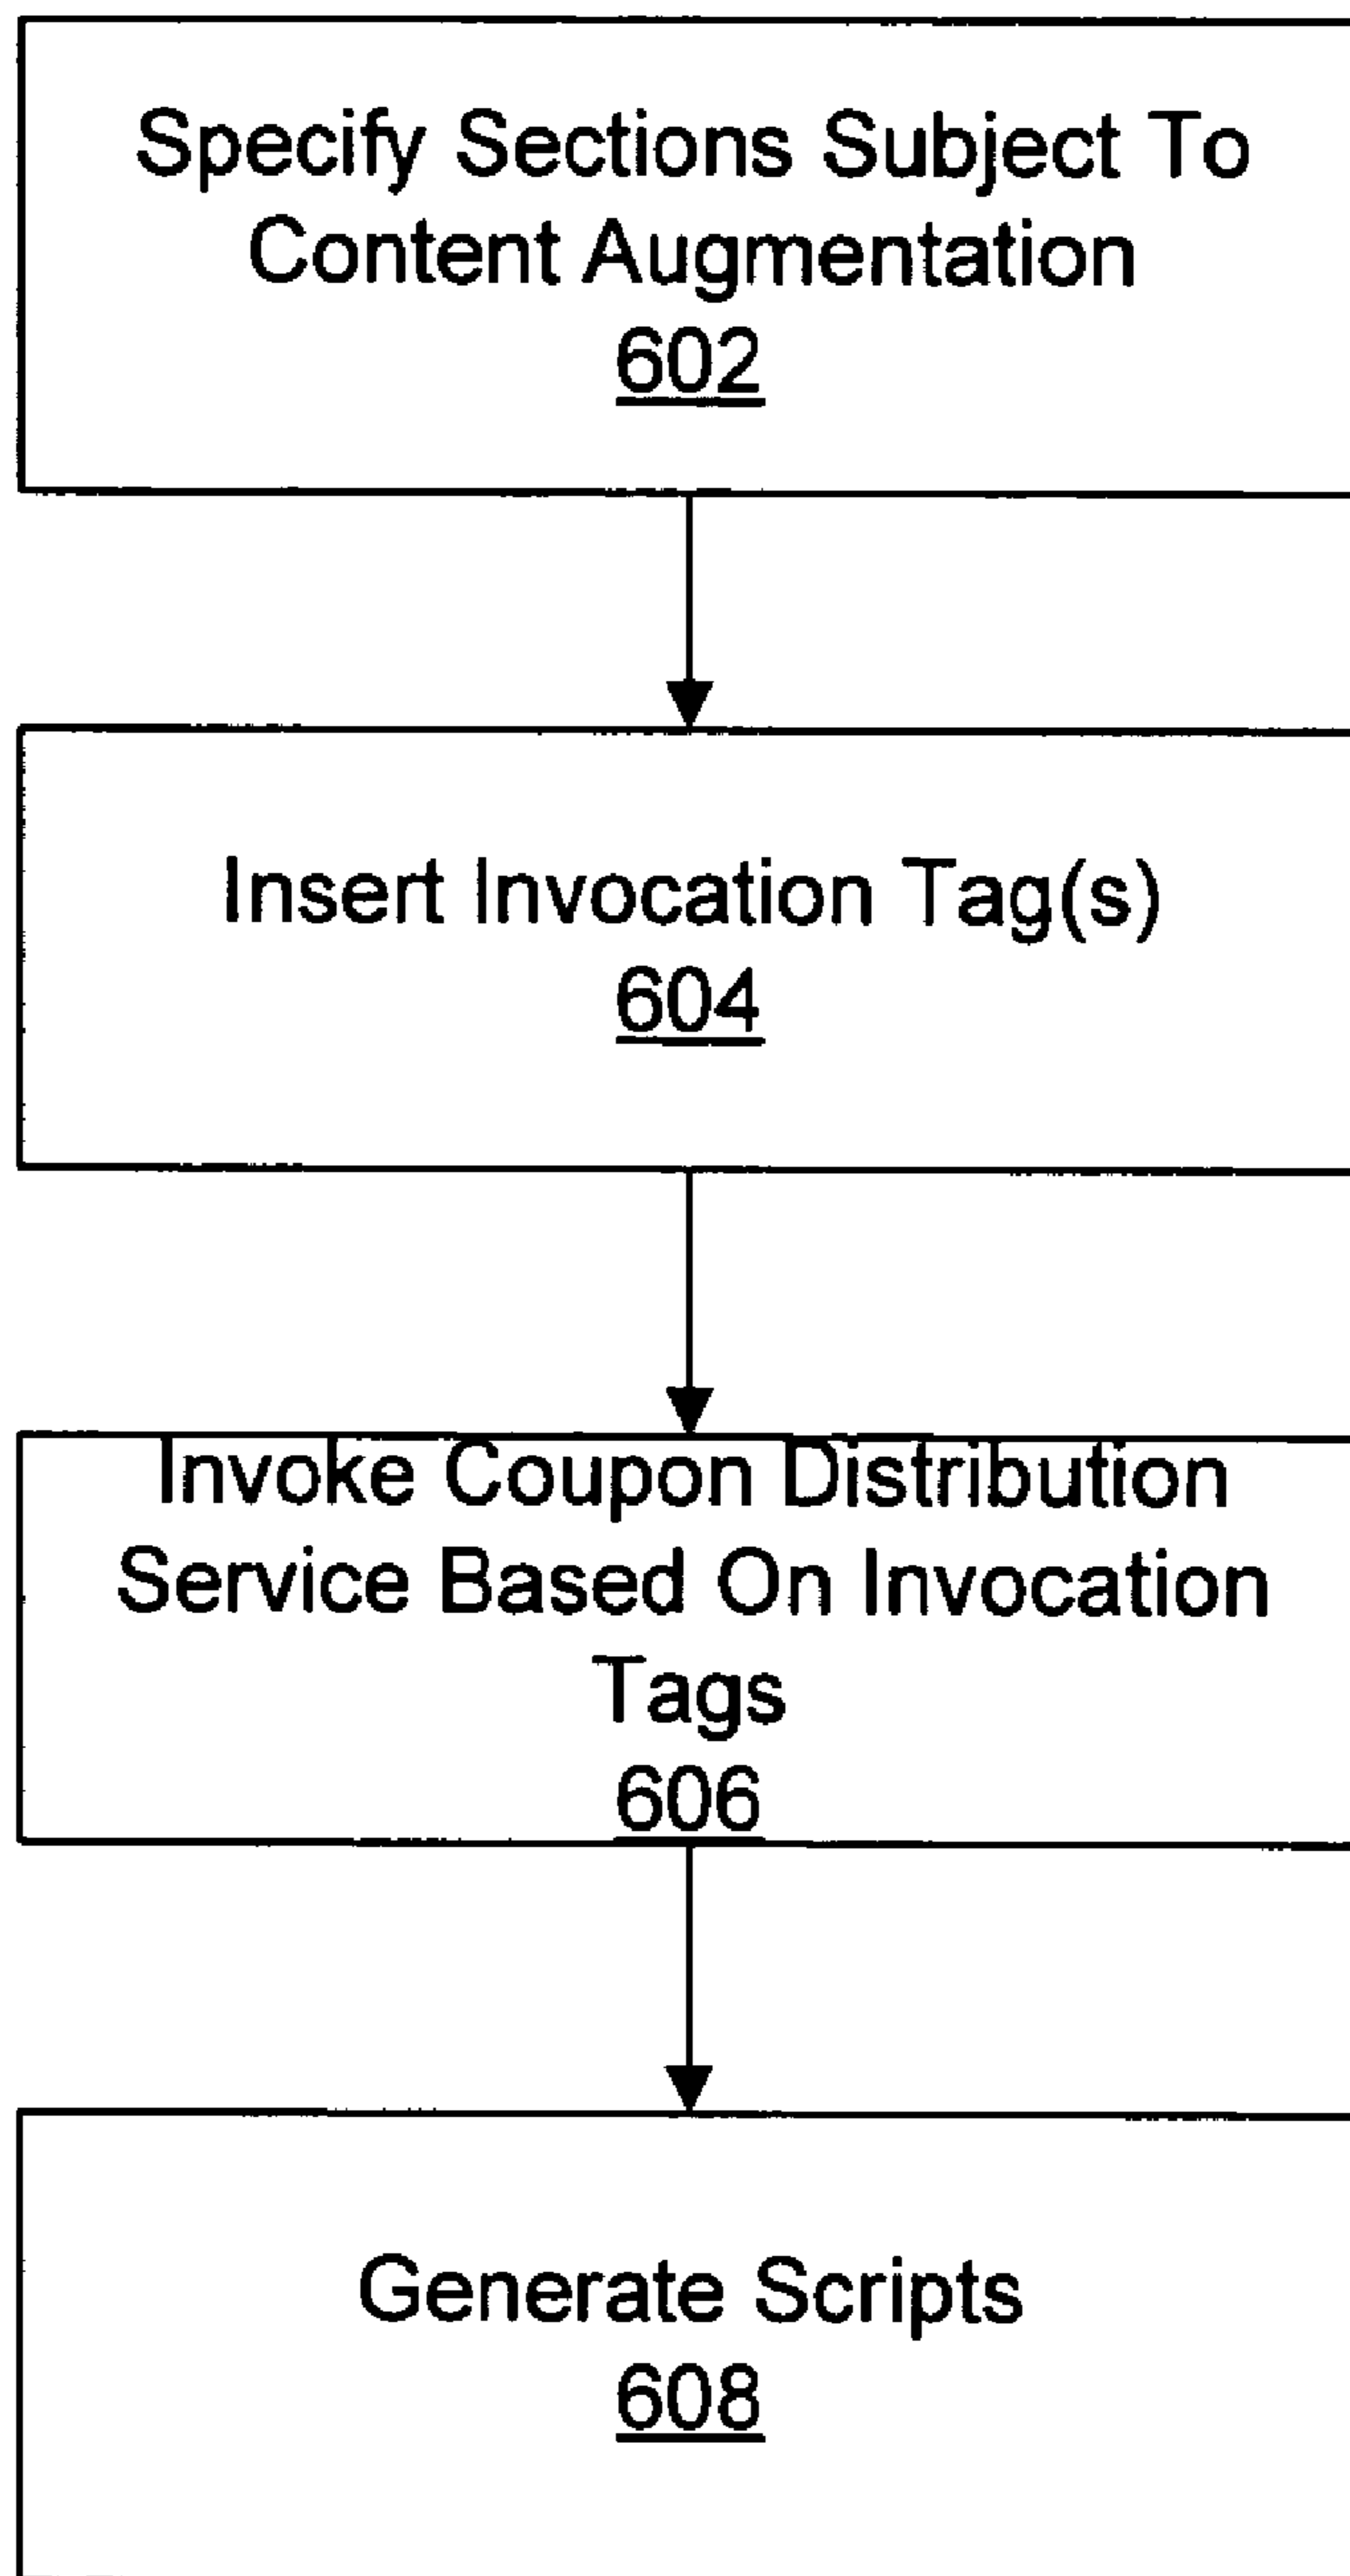 Specify Sections Subject To
Content Augmentation
602
Insert Invocation Tag(s)
604
Invoke Coupon Distribution
Service Based On Invocation
Tags
606
Generate Scripts
608